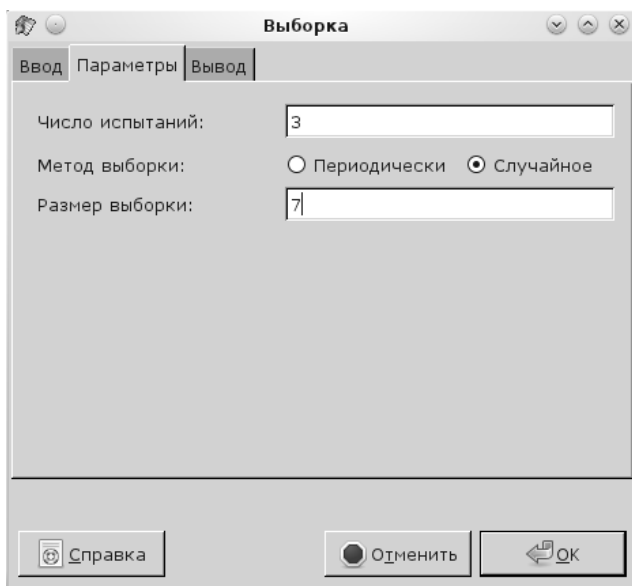 Выборка
Ввод Параметры Вывод
Число испытаний: 3
Метод выборки: Периодически Случайное
Размер выборки: 7
Справка Отменить OK